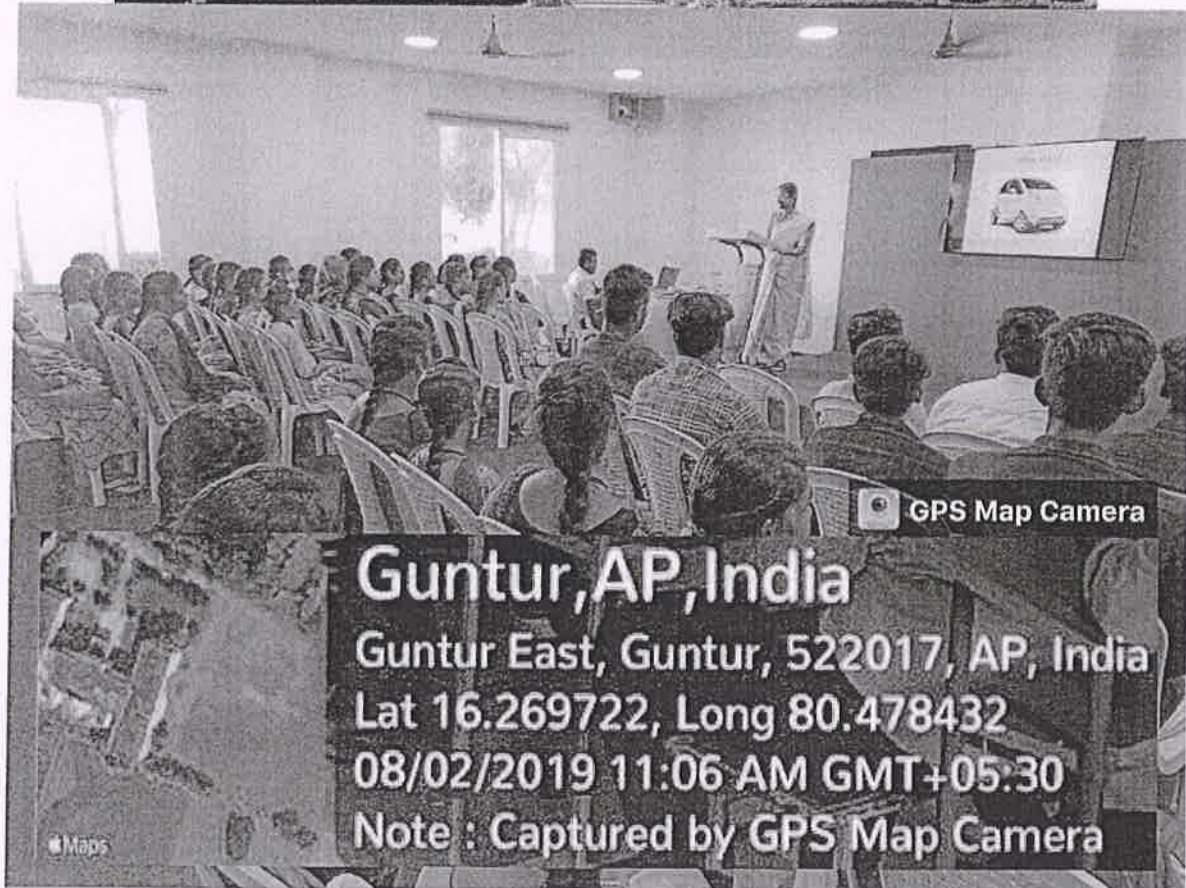 GPS Map Camera
Guntur,AP,India
Guntur East, Guntur, 522017, AP, India
Lat 16.269722, Long 80.478432
08/02/2019 11:06 AM GMT+05:30
Note : Captured by GPS Map Camera
Maps